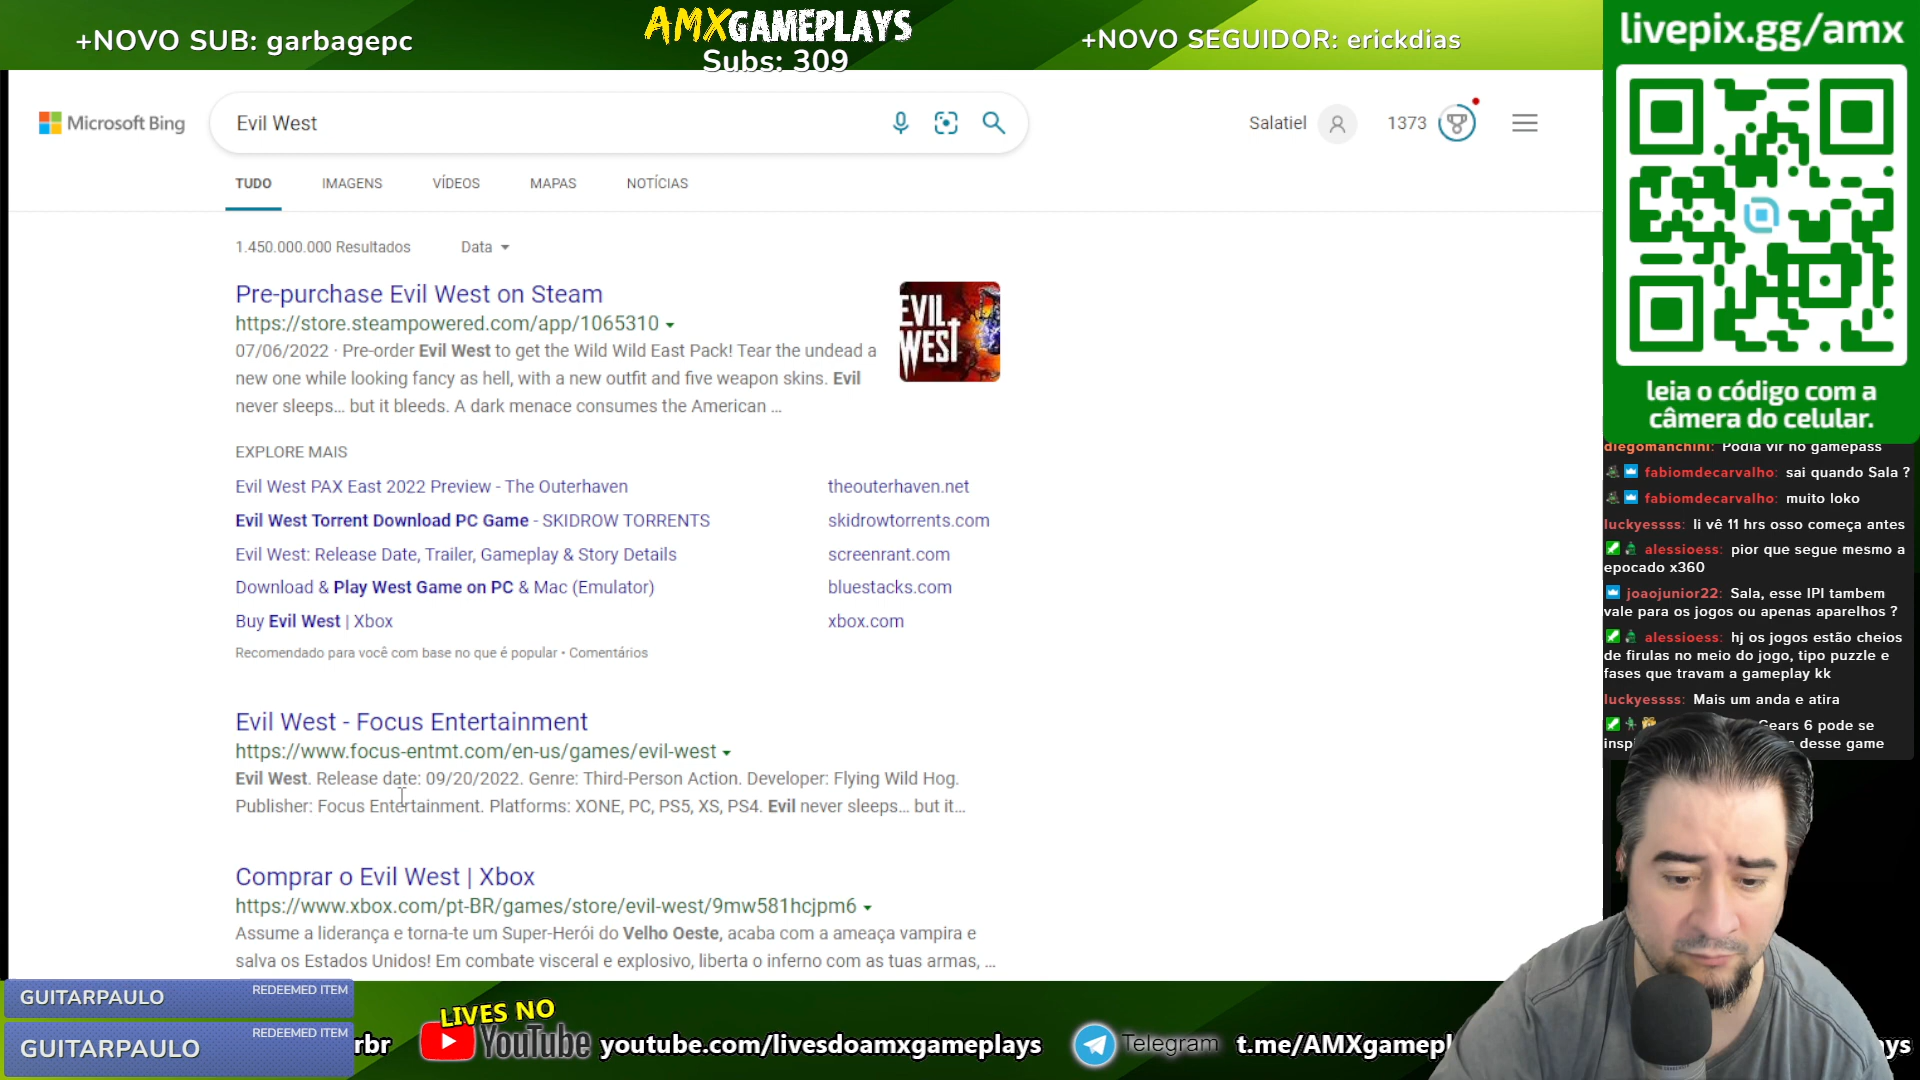 +NOVO SUB: garbagepc
AMXGAMEPLAYS
Subs: 309
+NOVO SEGUIDOR: erickdias
livepix.gg/amx
leia o código com a
câmera do celular.
Microsoft Bing
Evil West
Salatiel
1373
TUDO
IMAGENS
VÍDEOS
MAPAS
NOTÍCIAS
1.450.000.000 Resultados
Data
Pre-purchase Evil West on Steam
https://store.steampowered.com/app/1065310
07/06/2022 · Pre-order Evil West to get the Wild Wild East Pack! Tear the undead a
new one while looking fancy as hell, with a new outfit and five weapon skins. Evil
never sleeps... but it bleeds. A dark menace consumes the American ...
EVIL
WEST
EXPLORE MAIS
Evil West PAX East 2022 Preview - The Outerhaven
theouterhaven.net
Evil West Torrent Download PC Game - SKIDROW TORRENTS
skidrowtorrents.com
Evil West: Release Date, Trailer, Gameplay & Story Details
screenrant.com
Download & Play West Game on PC & Mac (Emulator)
bluestacks.com
Buy Evil West | Xbox
xbox.com
Recomendado para você com base no que é popular • Comentários
Evil West - Focus Entertainment
https://www.focus-entmt.com/en-us/games/evil-west
Evil West. Release date: 09/20/2022. Genre: Third-Person Action. Developer: Flying Wild Hog.
Publisher: Focus Entertainment. Platforms: XONE, PC, PS5, XS, PS4. Evil never sleeps... but it...
Comprar o Evil West | Xbox
https://www.xbox.com/pt-BR/games/store/evil-west/9mw581hcjpm6
Assume a liderança e torna-te um Super-Herói do Velho Oeste, acaba com a ameaça vampira e
salva os Estados Unidos! Em combate visceral e explosivo, liberta o inferno com as tuas armas, ...
diegomanchini: Podia vir no gamepass
fabiomdecarvalho: sai quando Sala ?
fabiomdecarvalho: muito loko
luckyessss: li vê 11 hrs osso começa antes
alessioess: pior que segue mesmo a
epocado x360
joaojunior22: Sala, esse IPI tambem
vale para os jogos ou apenas aparelhos ?
alessioess: hj os jogos estão cheios
de firulas no meio do jogo, tipo puzzle e
fases que travam a gameplay kk
luckyessss: Mais um anda e atira
Gears 6 pode se
desse game
GUITARPAULO
REDEEMED ITEM
GUITARPAULO
REDEEMED ITEM
rbr
LIVES NO
YouTube
youtube.com/livesdoamxgameplays
Telegram
t.me/AMXgamepl
ys